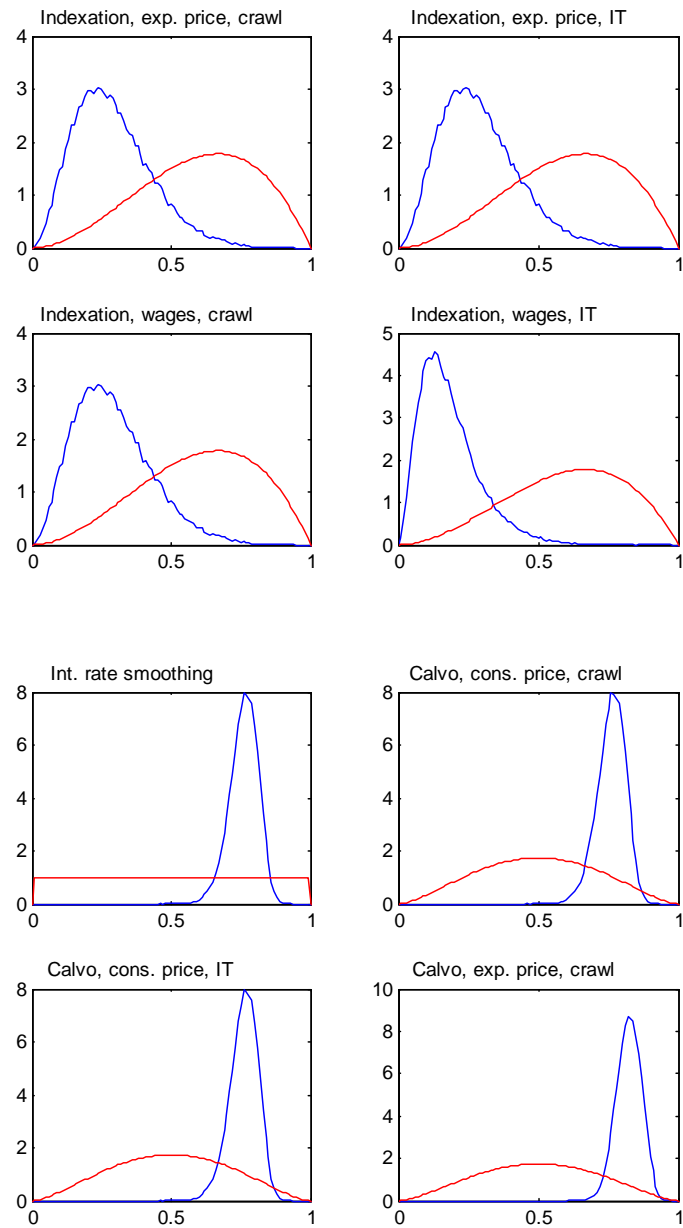 Indexation, exp. price, crawl
4
3
2
1
0
0 0.5 1
Indexation, exp. price, IT
4
3
2
1
0
0 0.5 1
Indexation, wages, crawl
4
3
2
1
0
0 0.5 1
Indexation, wages, IT
5
4
3
2
1
0
0 0.5 1
Int. rate smoothing
8
6
4
2
0
0 0.5 1
Calvo, cons. price, crawl
8
6
4
2
0
0 0.5 1
Calvo, cons. price, IT
8
6
4
2
0
0 0.5 1
Calvo, exp. price, crawl
10
8
6
4
2
0
0 0.5 1